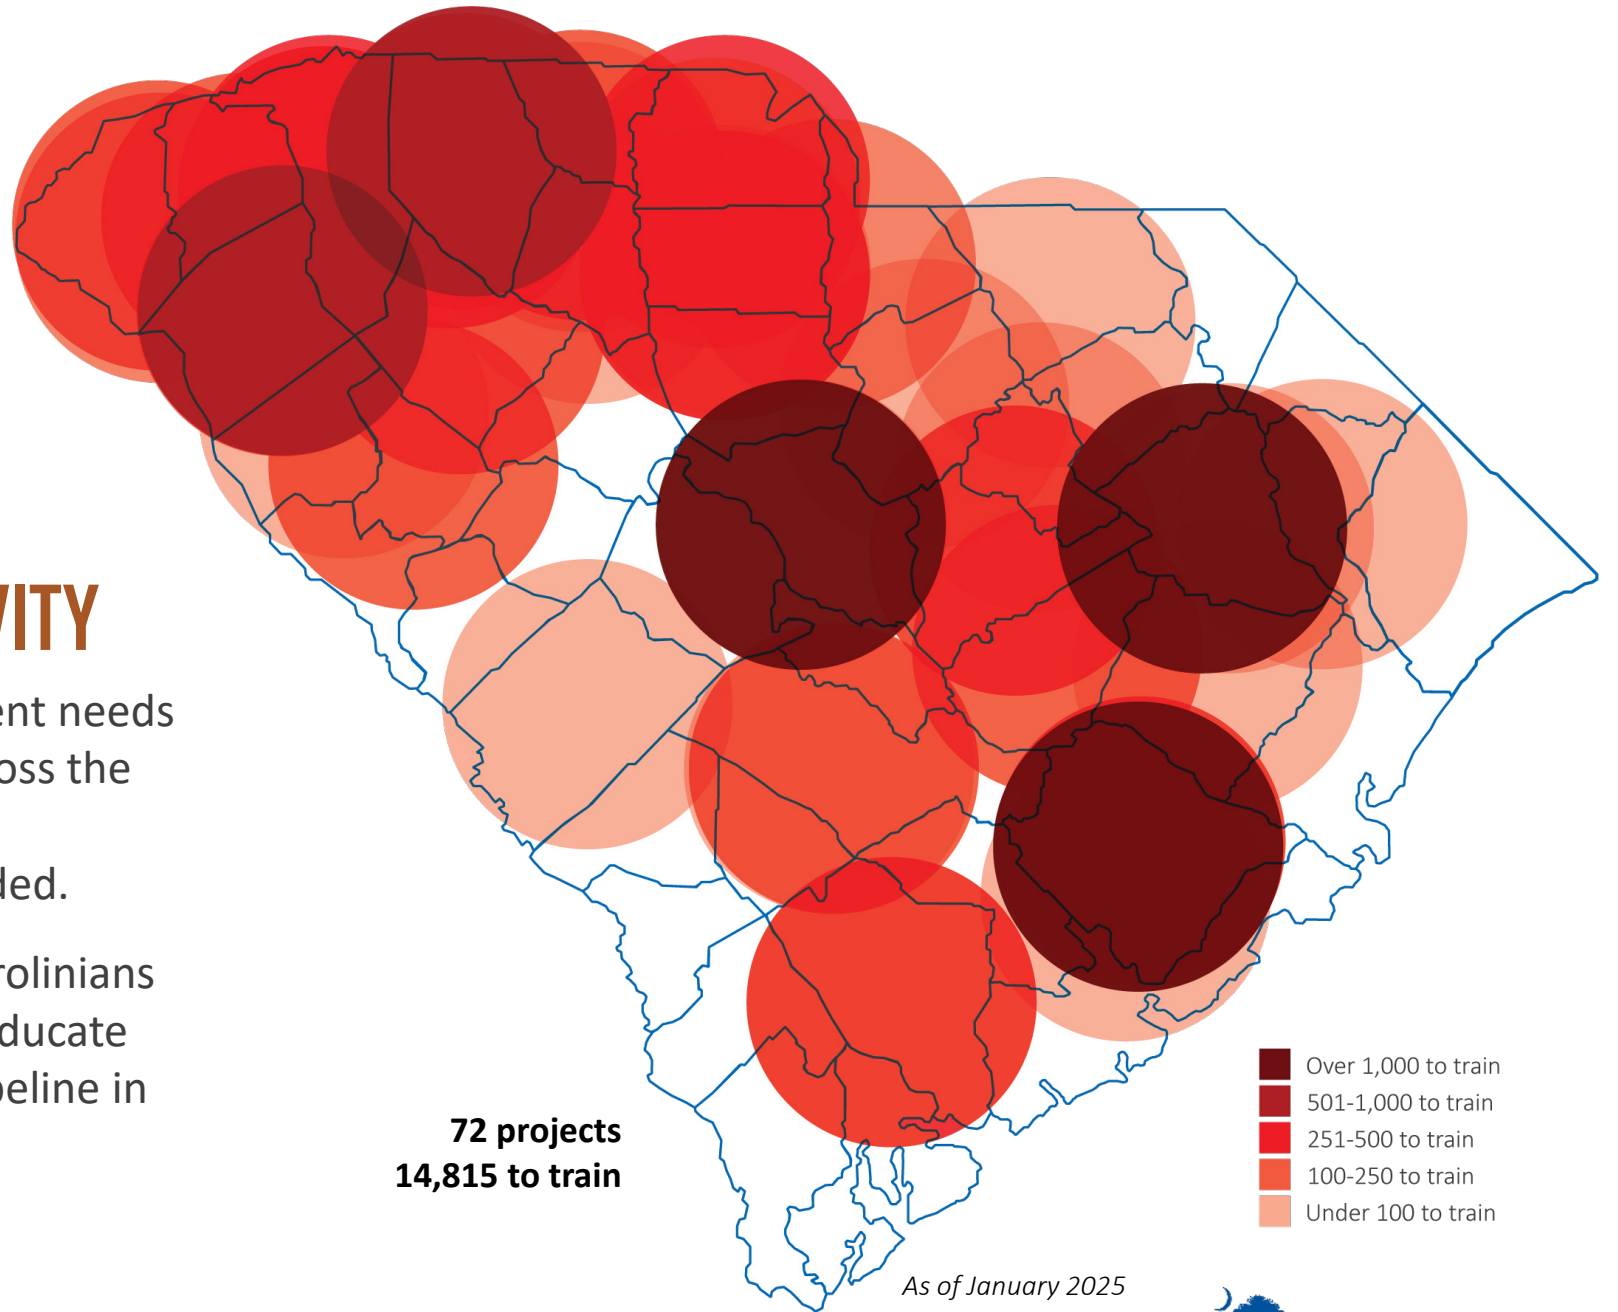 ent needs
oss the
ded.
rolinians
ducate
peline in
72 projects
14,815 to train
Over 1,000 to train
501-1,000 to train
251-500 to train
100-250 to train
Under 100 to train
As of January 2025